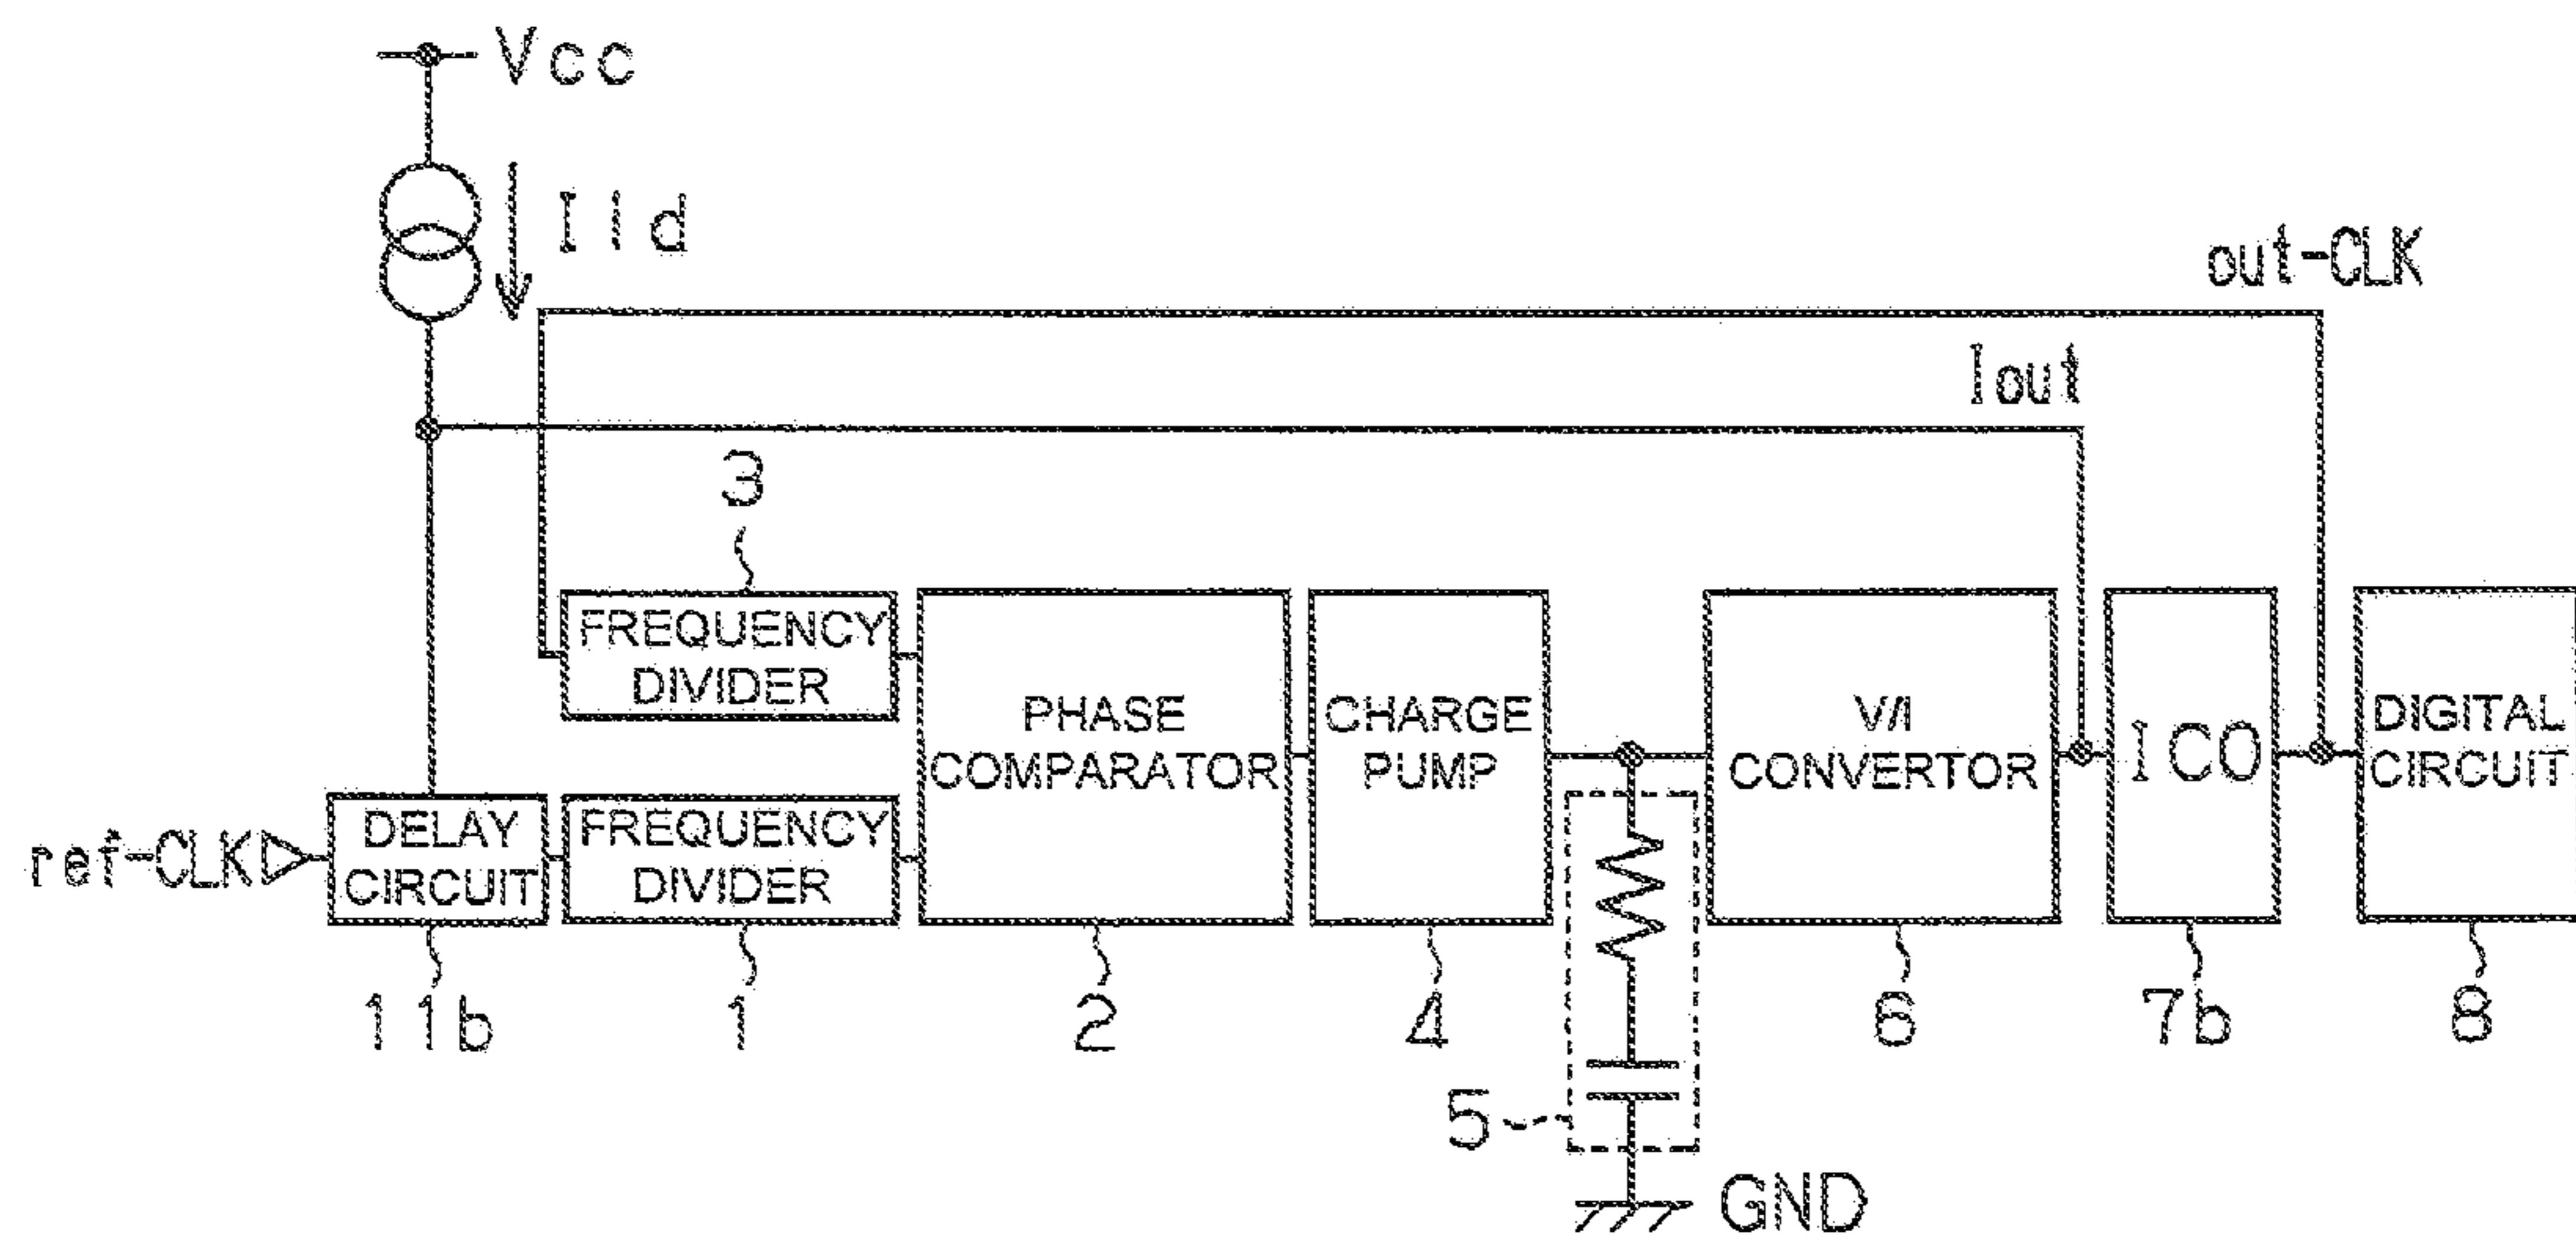 Vcc
I1d
out-CLK
Iout
3
FREQUENCY
DIVIDER
PHASE
COMPARATOR
CHARGE
PUMP
V/I
CONVERTOR
ICO
DIGITAL
CIRCUIT
ref-CLK
DELAY
CIRCUIT
FREQUENCY
DIVIDER
11b
1
2
4
6
7b
8
5
GND